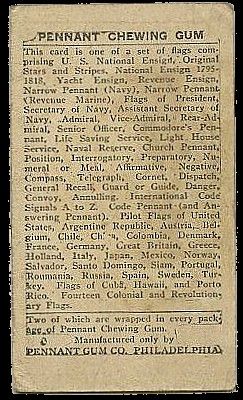 PENNANT CHEWING GUM
This card is one of a set of flags com-
prising U. S. National Ensign, Original
Stars and Stripes, National Ensign 1795-
1818, Yacht Ensign, Revenue Ensign,
Narrow Pennant (Navy), Narrow Pennant
(Revenue Marine), Flags of President,
Secretary of Navy, Assistant Secretary of
Navy, Admiral, Vice-Admiral, Rear-Ad-
miral, Senior Officer, Commodore's Pen-
nant, Life Saving Service, Light House
Service, Naval Reserve, Church Pennant,
Position, Interrogatory, Preparatory, Nu-
meral or Meal, Affirmative, Negative,
Compass, Telegraph, Cornet, Dispatch,
General Recall, Guard or Guide, Danger,
Convoy, Annulling, International Code
Signals A to Z. Code Pennant (and An-
swering Pennant). Pilot Flags of United
States, Argentine Republic, Austria, Bel-
gium, Chile, China, Colombia, Denmark,
France, Germany, Great Britain, Greece,
Holland, Italy, Japan, Mexico, Norway,
Salvador, Santo Domingo, Siam, Portugal,
Roumania, Russia, Spain, Sweden, Tur-
key. Flags of Cuba, Hawaii, and Porto
Rico. Fourteen Colonial and Revolution-
ary Flags.
Two of which are wrapped in every pack-
age of Pennant Chewing Gum.
Manufactured only by
PENNANT GUM CO. PHILADELPHIA